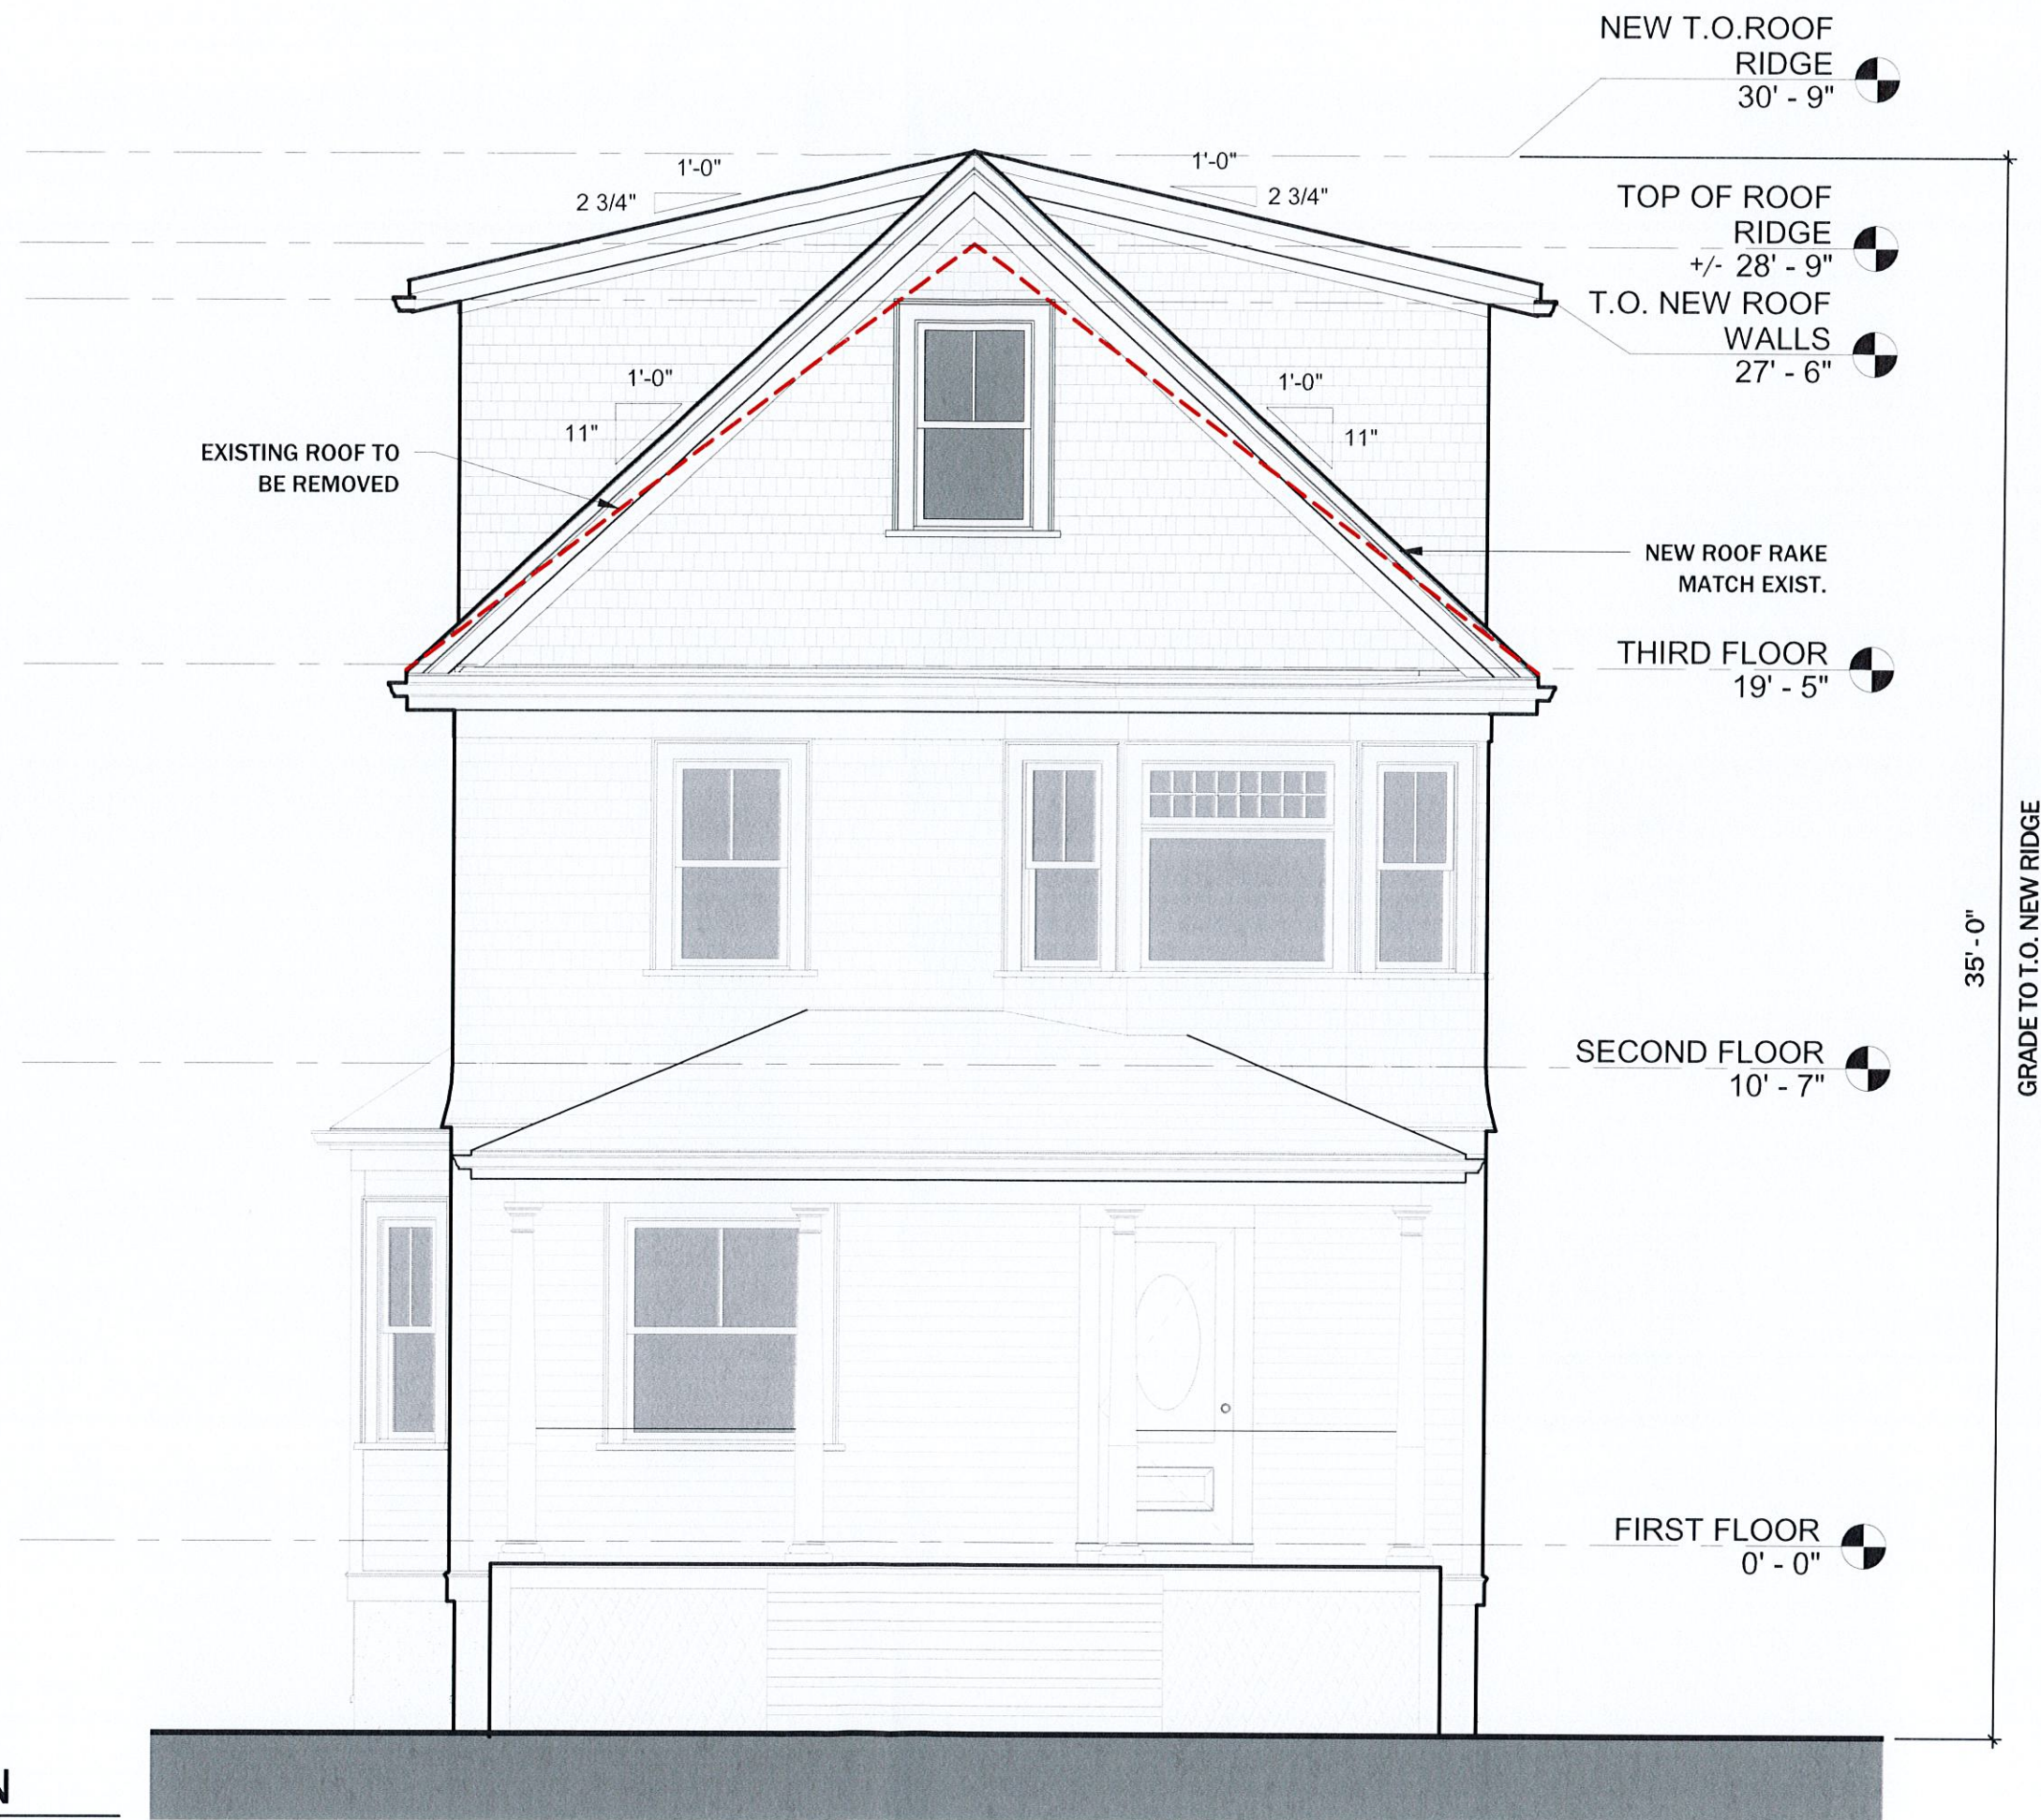 NEW T.O.ROOF
RIDGE
30' - 9"
1'-0"
2 3/4"
1'-0"
2 3/4"
TOP OF ROOF
RIDGE
+/- 28' - 9"
T.O. NEW ROOF
WALLS
27' - 6"
1'-0"
11"
1'-0"
11"
EXISTING ROOF TO
BE REMOVED
NEW ROOF RAKE
MATCH EXIST.
THIRD FLOOR
19' - 5"
35' - 0"
GRADE TO T.O. NEW RIDGE
SECOND FLOOR
10' - 7"
FIRST FLOOR
0' - 0"